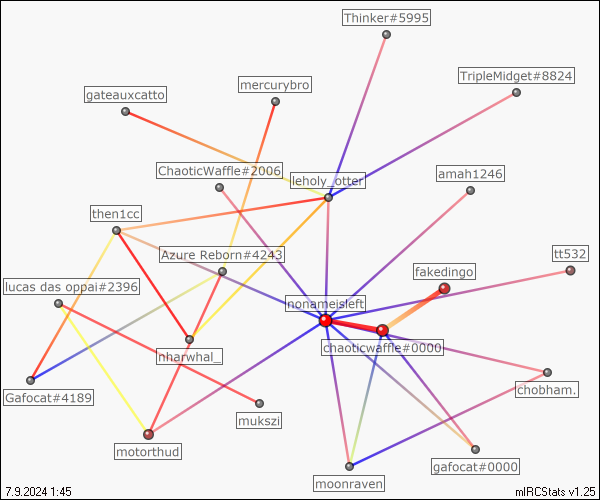 Thinker#5995
TripleMidget#8824
mercurybro
gateauxcatto
ChaoticWaffle#2006
leholy_otter
amah1246
then1cc
Azure Reborn#4243
tt532
fakedingo
lucas das oppai#2396
nonameisleft
chaoticwaffle#0000
nharwhal_
chobham.
Gafocat#4189
mukszi
motorthud
gafocat#0000
moonraven
7.9.2024 1:45
mIRCStats v1.25